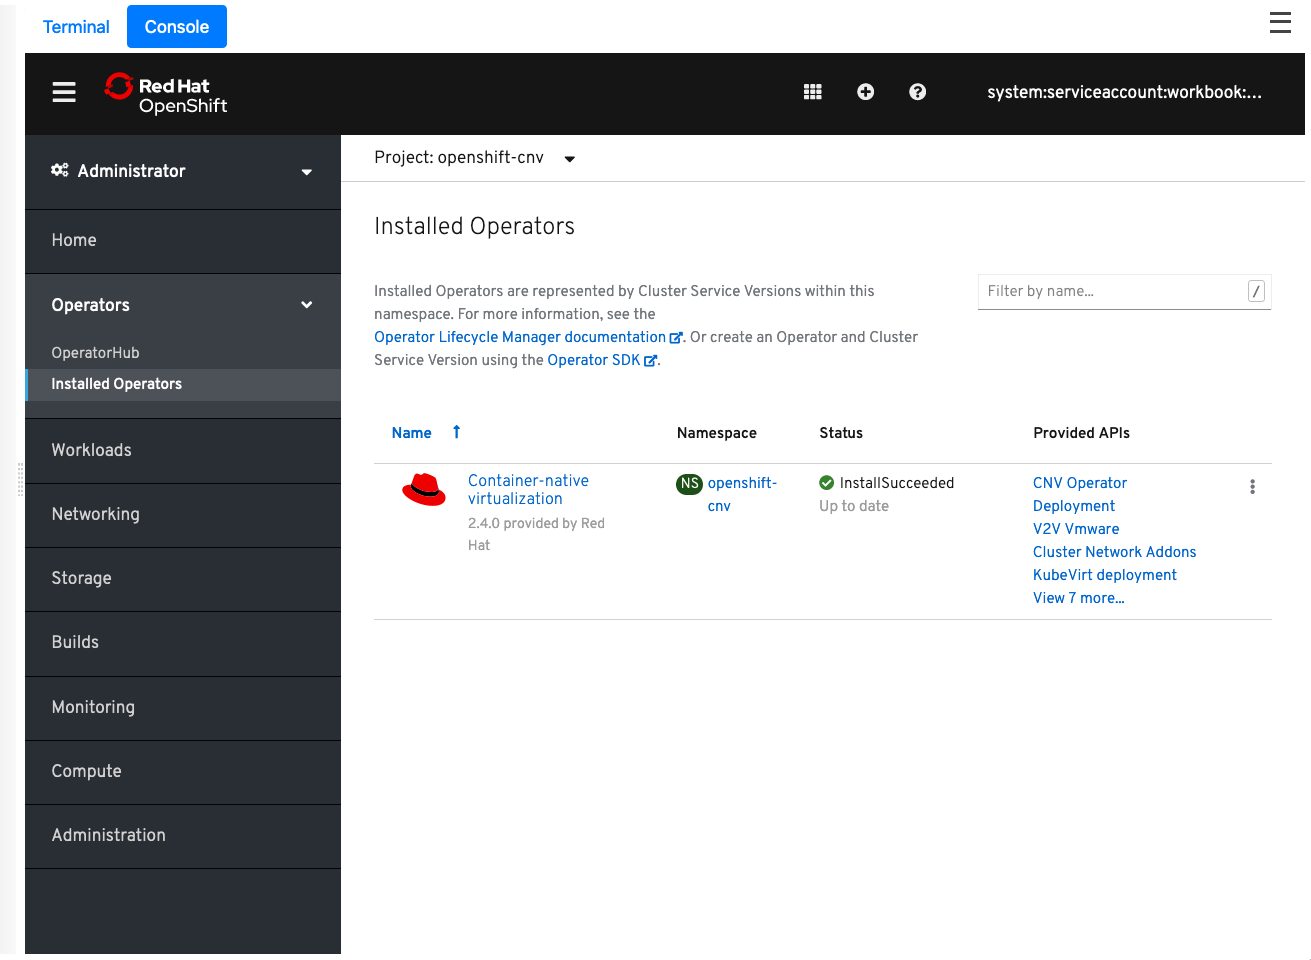 Terminal
Console
Red Hat
OpenShift
system:serviceaccount:workbook:...
Administrator
Home
Operators
OperatorHub
Installed Operators
Workloads
Networking
Storage
Builds
Monitoring
Compute
Administration
Project: openshift-cnv
Installed Operators
Installed Operators are represented by Cluster Service Versions within this
namespace. For more information, see the
Operator Lifecycle Manager documentation. Or create an Operator and Cluster
Service Version using the Operator SDK.
Filter by name...
/
Name
Namespace
Status
Provided APIs
Container-native
virtualization
2.4.0 provided by Red
Hat
NS openshift-
cnv
InstallSucceeded
Up to date
CNV Operator
Deployment
V2V Vmware
Cluster Network Addons
KubeVirt deployment
View 7 more...